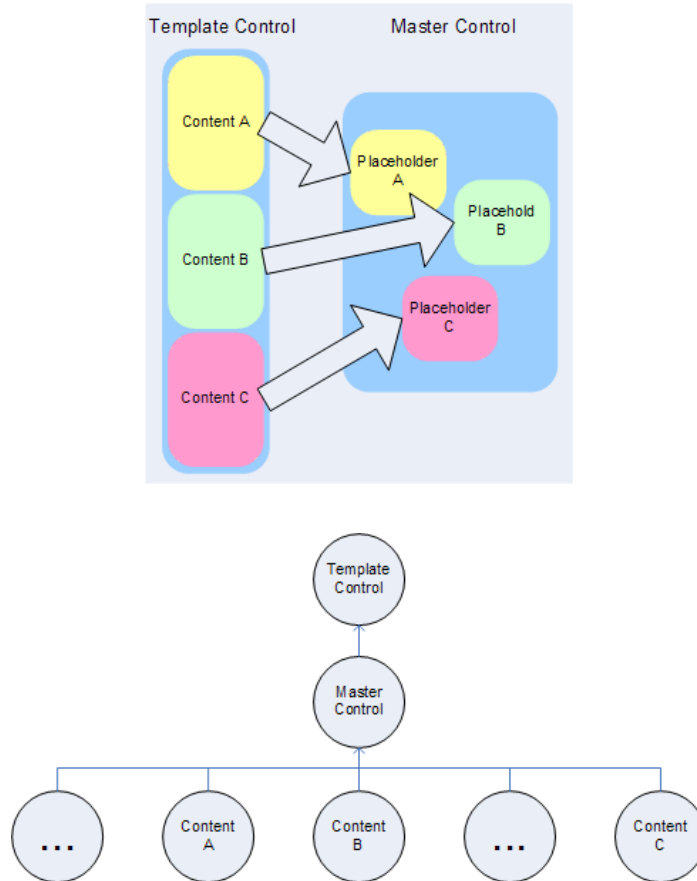 Template Control
Master Control
Content A
Placeholder
A
Placehold
B
Content B
Placeholder
C
Content C
Template
Control
Master
Control
...
Content
A
Content
B
...
Content
C